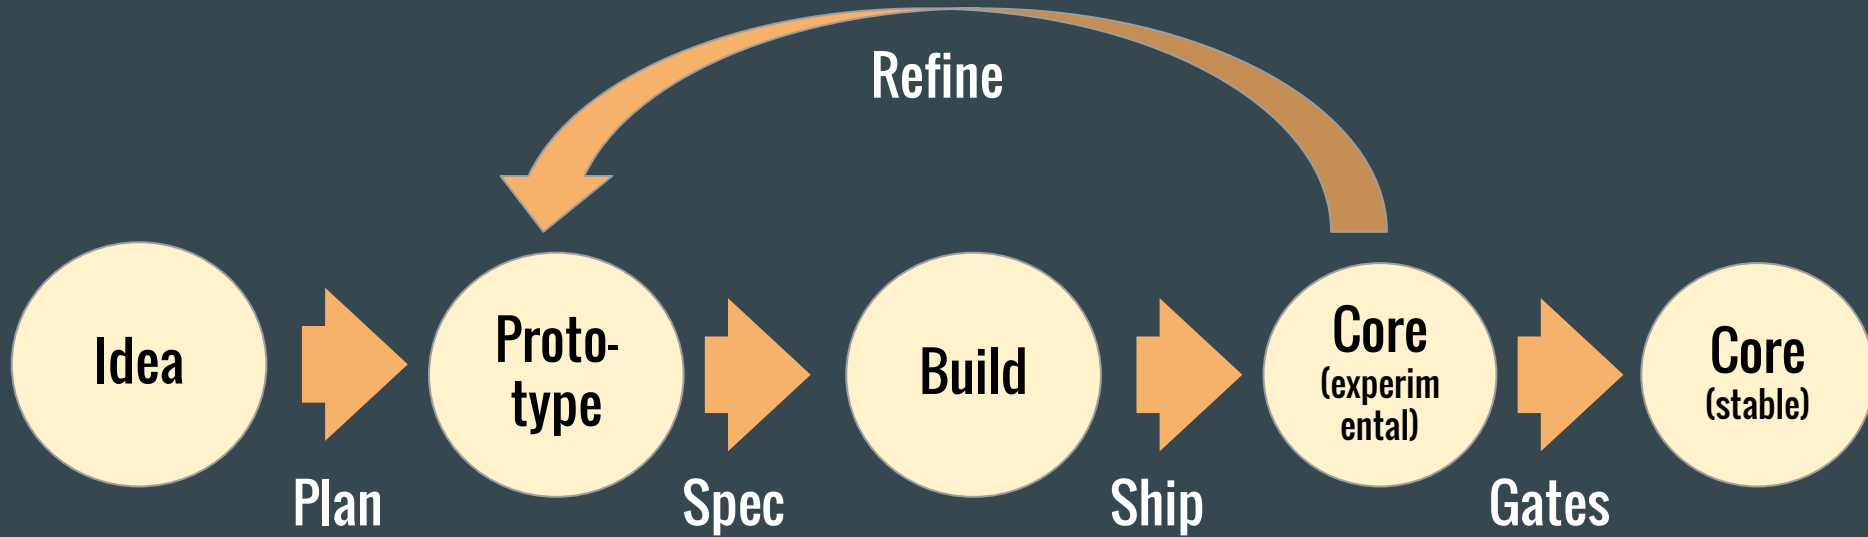 Refine
Idea
Proto-
type
Build
Core
(experim
ental)
Core
(stable)
Plan
Spec
Ship
Gates